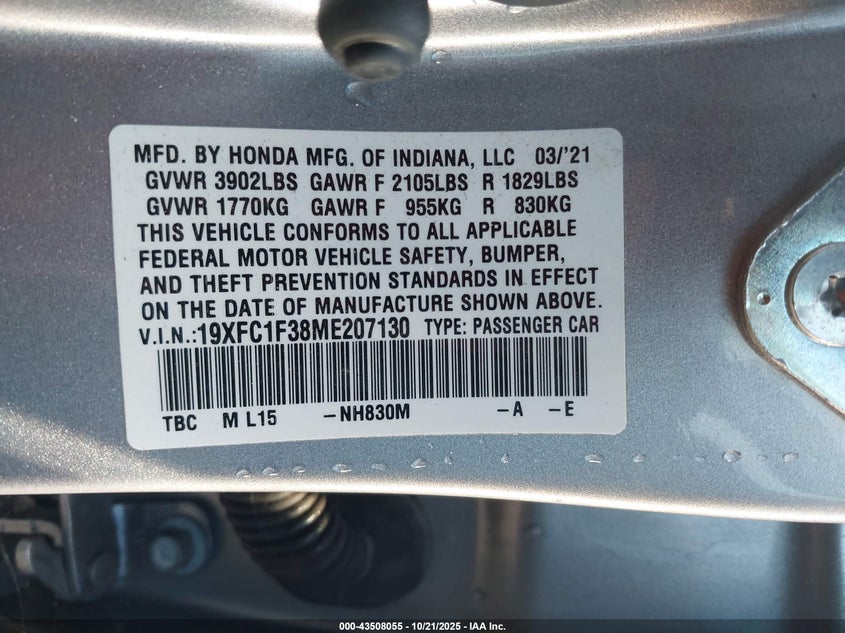 MFD. BY HONDA MFG. OF INDIANA, LLC 03/'21
GVWR 3902LBS GAWR F 2105LBS R 1829LBS
GVWR 1770KG GAWR F 955KG R 830KG
THIS VEHICLE CONFORMS TO ALL APPLICABLE
FEDERAL MOTOR VEHICLE SAFETY, BUMPER,
AND THEFT PREVENTION STANDARDS IN EFFECT
ON THE DATE OF MANUFACTURE SHOWN ABOVE.
V.I.N.:19XFC1F38ME207130 TYPE: PASSENGER CAR
TBC M L15 -NH830M -A -E
000-43508055 - 10/21/2025 - IAA Inc.